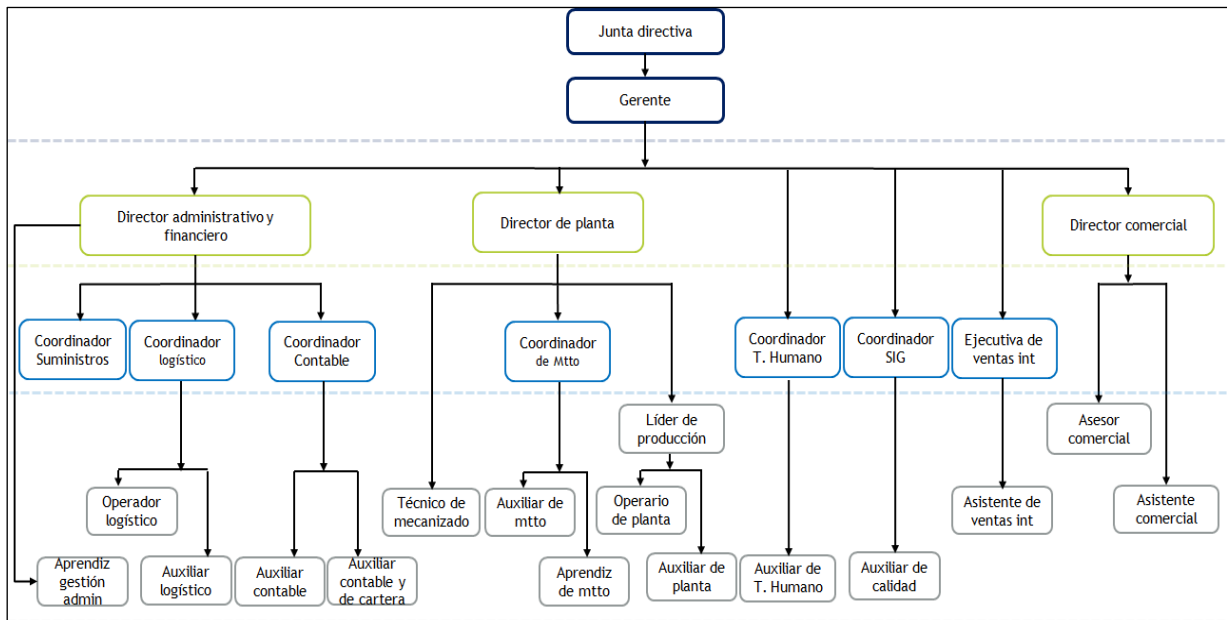 Junta directiva
Gerente
Director administrativo y
financiero
Director de planta
Director comercial
Coordinador
Suministros
Coordinador
logístico
Coordinador
Contable
Coordinador
de Mtto
Coordinador
T. Humano
Coordinador
SIG
Ejecutiva de
ventas int
Líder de
producción
Asesor
comercial
Operador
logístico
Técnico de
mecanizado
Auxiliar de
mtto
Operario
de planta
Asistente de
ventas int
Asistente
comercial
Aprendiz
gestión
admin
Auxiliar
logístico
Auxiliar
contable
Auxiliar
contable y
de cartera
Aprendiz
de mtto
Auxiliar de
planta
Auxiliar de
T. Humano
Auxiliar de
calidad